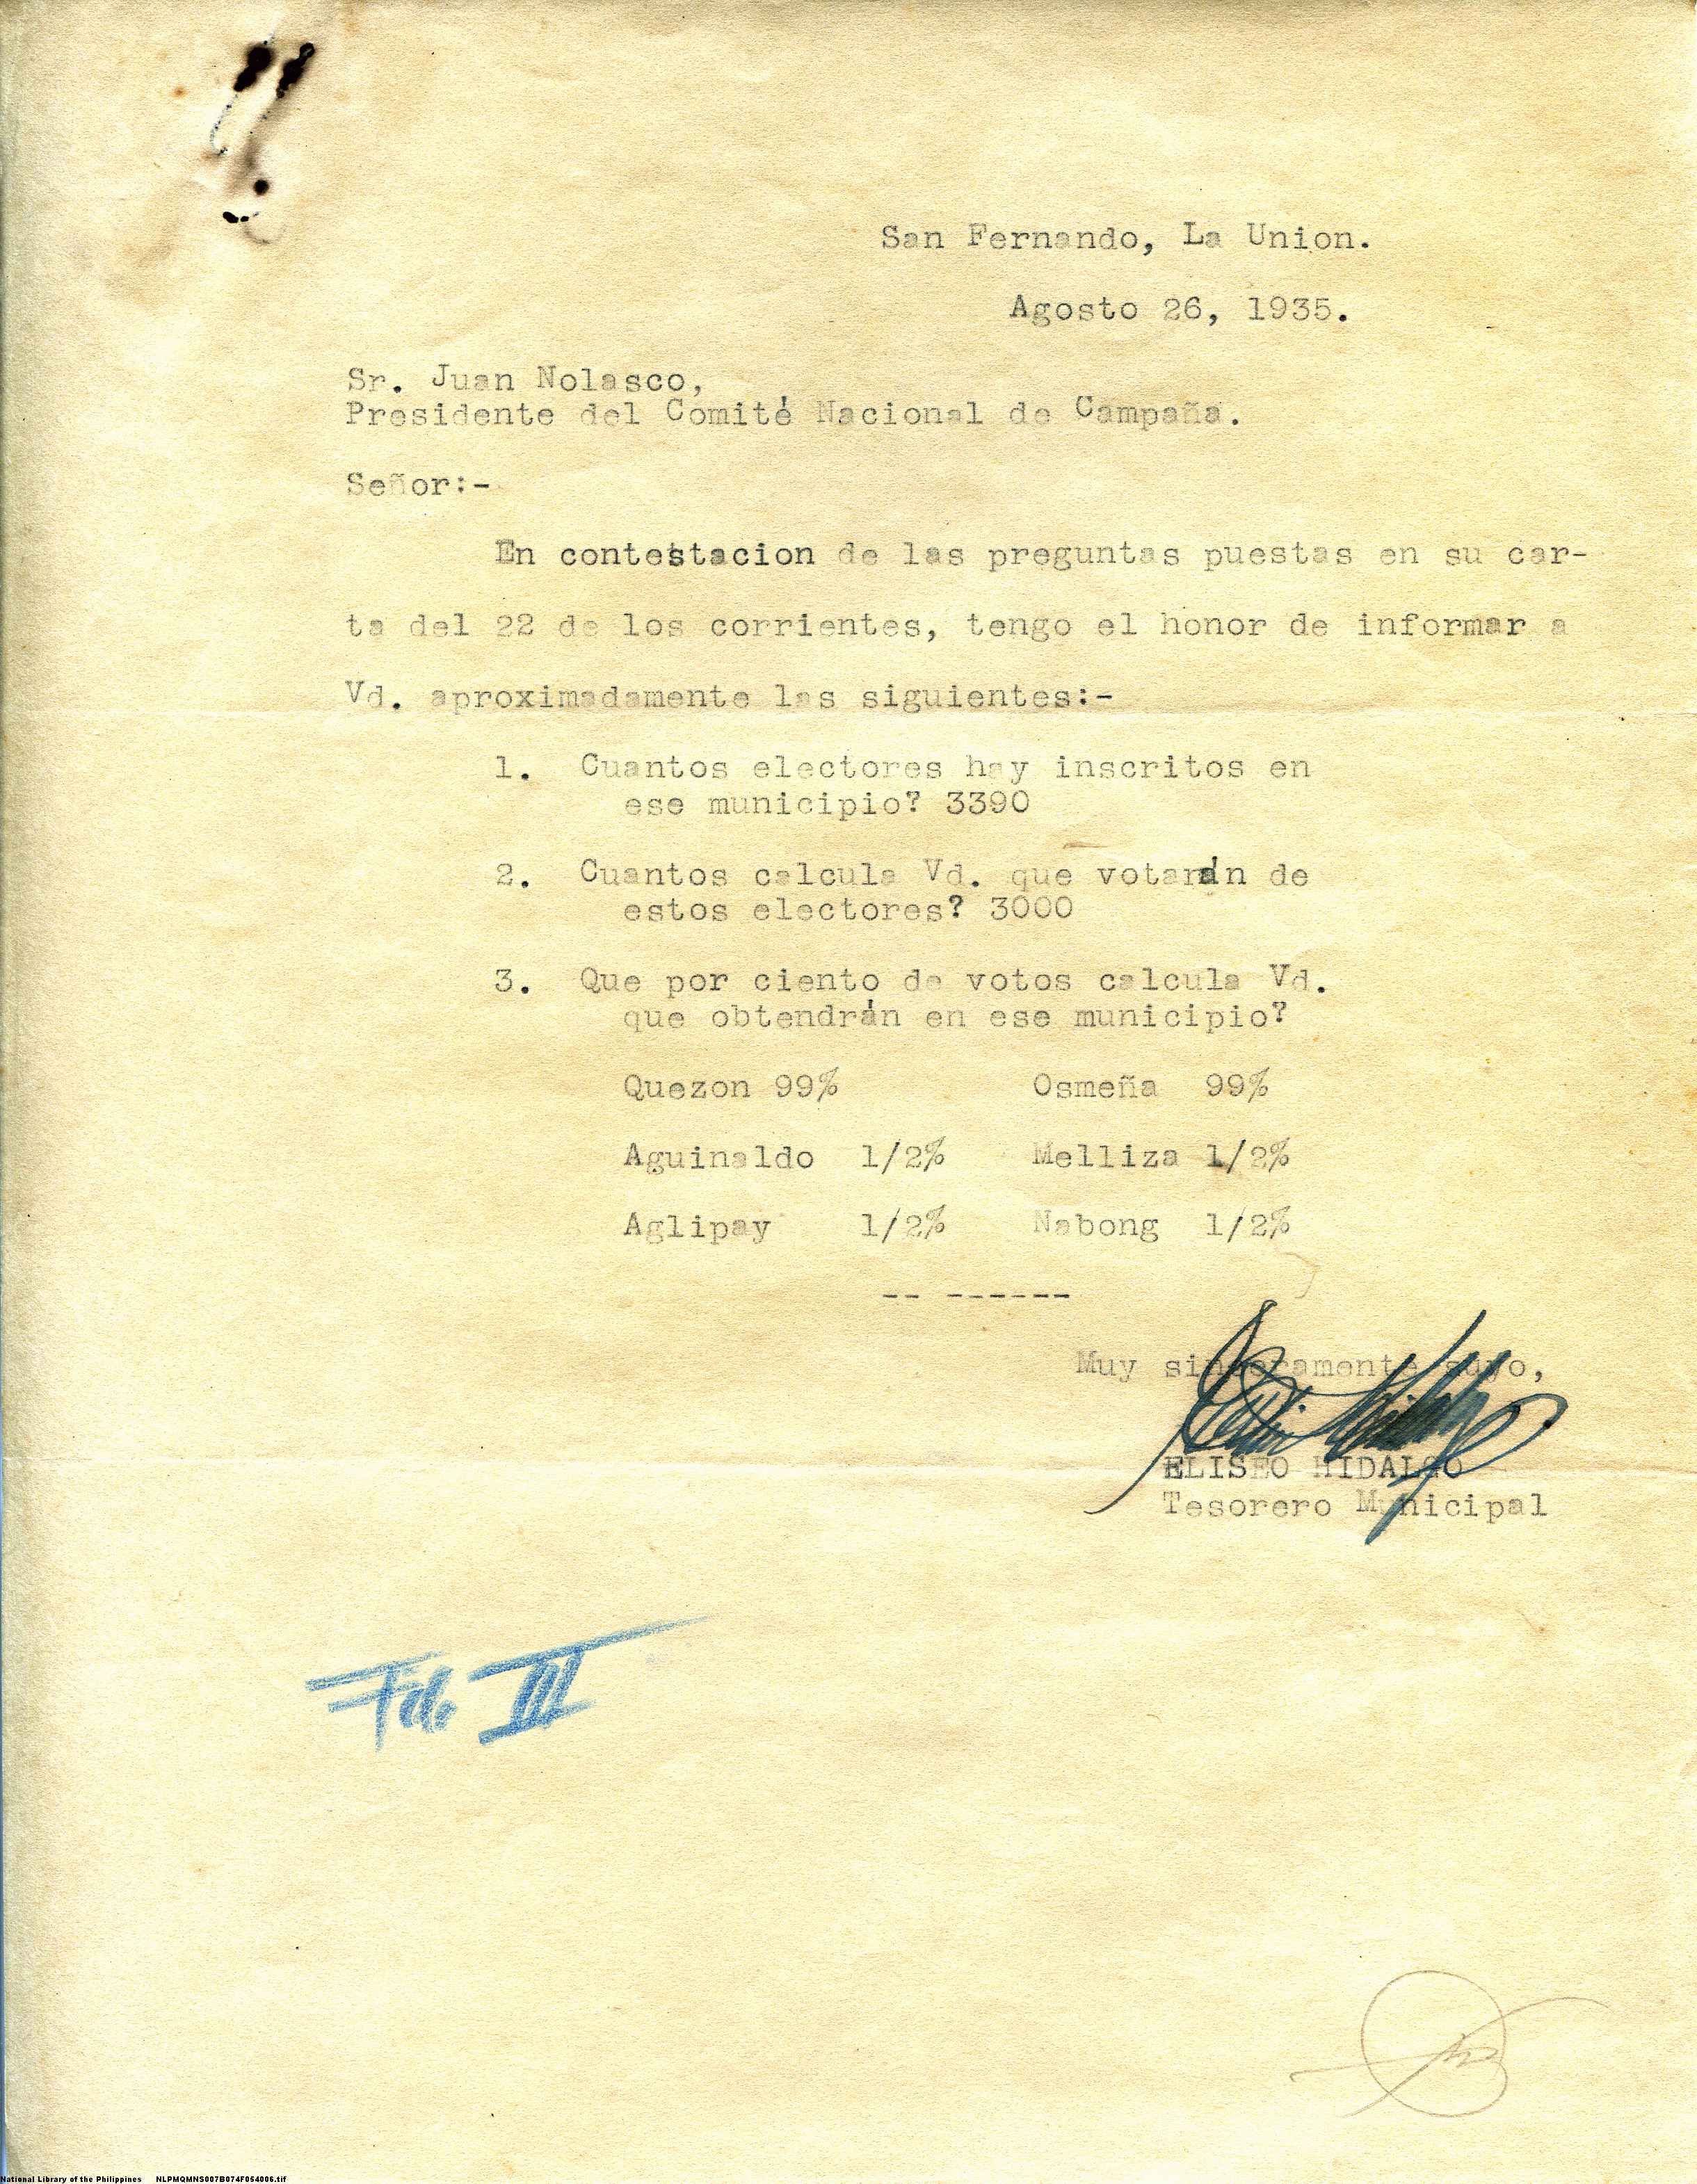 San Fernando, La Union.
Agosto 26, 1935.
Sr. Juan Nolasco,
Presidente del Comité Nacional de Campaña.
Señor:-
En contestacion de las preguntas puestas en su car-
ta del 22 de los corrientes, tengo el honor de informar a
Vd. aproximadamente las siguientes:-
1. Cuantos electores hay inscritos en
ese municipio? 3390
2. Cuantos calcula Vd. que votarán de
estos electores? 3000
3. Que por ciento de votos calcula Vd.
que obtendrán en ese municipio?
Quezon 99% Osmeña 99%
Aguinaldo 1/2% Melliza 1/2%
Aglipay 1/2% Nabong 1/2%
-- ------
Muy sinceramente suyo,
ELISEO HIDALGO
Tesorero Municipal
File III
National Library of the Philippines NLPMQMNS007B074F064006.tif